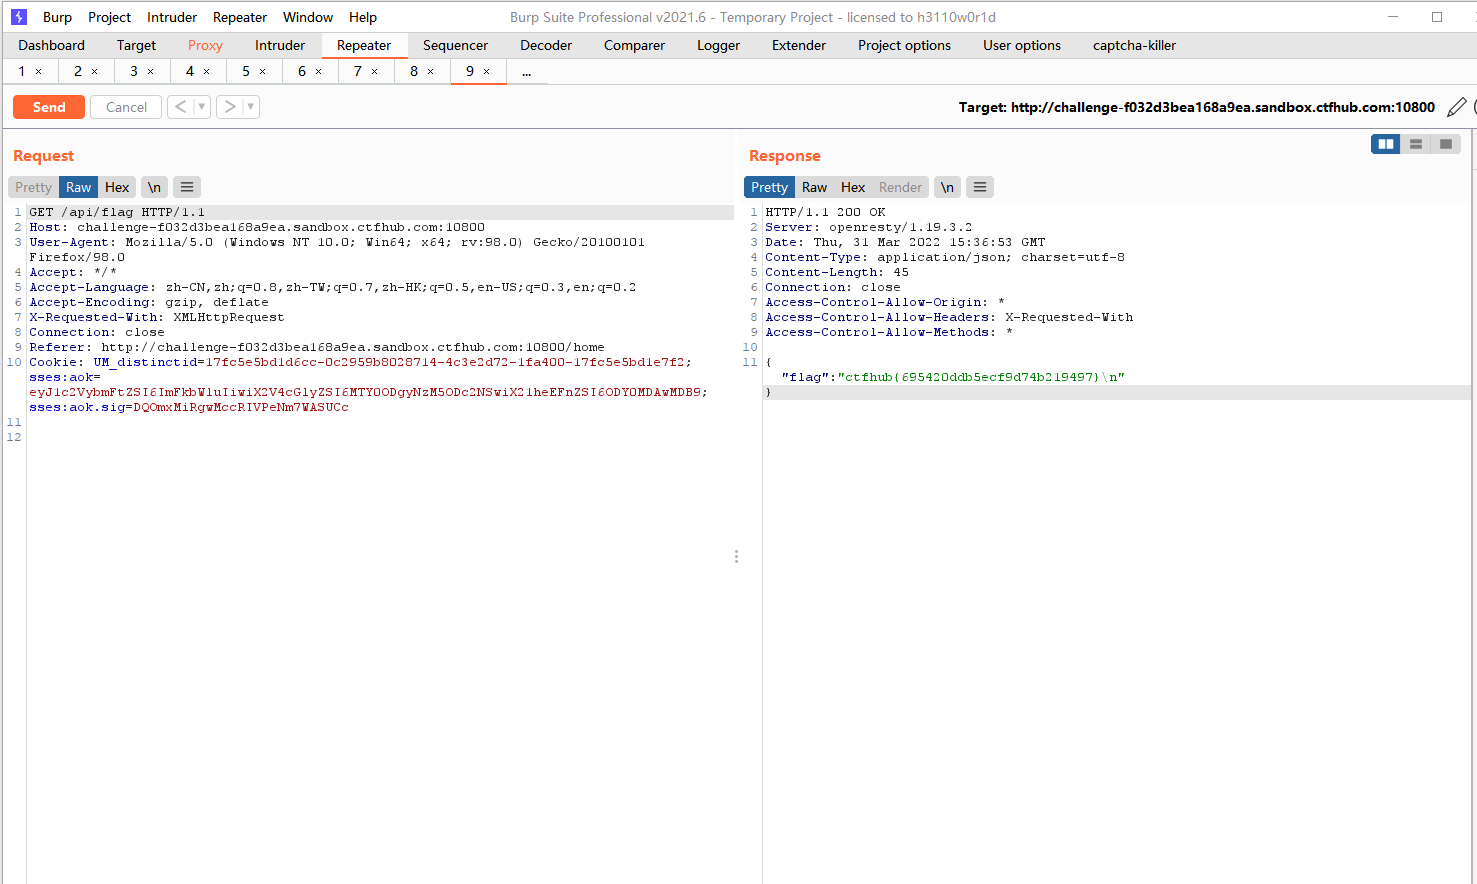 Burp Project Intruder Repeater Window Help Burp Suite Professional v2021.6 - Temporary Project - licensed to h3110w0r1d
Dashboard Target Proxy Intruder Repeater Sequencer Decoder Comparer Logger Extender Project options User options captcha-killer
1 × 2 × 3 × 4 × 5 × 6 × 7 × 8 × 9 × ...
Send Cancel < > Target: http://challenge-f032d3bea168a9ea.sandbox.ctfhub.com:10800
Request
Pretty Raw Hex \n
1 GET /api/flag HTTP/1.1
2 Host: challenge-f032d3bea168a9ea.sandbox.ctfhub.com:10800
3 User-Agent: Mozilla/5.0 (Windows NT 10.0; Win64; x64; rv:98.0) Gecko/20100101
Firefox/98.0
4 Accept: */*
5 Accept-Language: zh-CN,zh;q=0.8,zh-TW;q=0.7,zh-HK;q=0.5,en-US;q=0.3,en;q=0.2
6 Accept-Encoding: gzip, deflate
7 X-Requested-With: XMLHttpRequest
8 Connection: close
9 Referer: http://challenge-f032d3bea168a9ea.sandbox.ctfhub.com:10800/home
10 Cookie: UM_distinctid=17fc5e5bd1d6cc-0c2959b8028714-4c3e2d72-1fa400-17fc5e5bd1e7f2;
sses:aok=
eyJ1c2VybmFtZSI6ImFkbWluIiwiX2V4cGlyZSI6MTY0ODgyNzM5ODc2NSwiX21heEFnZSI6ODY0MDAwMDB9;
sses:aok.sig=DQOmxMiRgwMccRIVPeNm7WASUCc
11
12
Response
Pretty Raw Hex Render \n
1 HTTP/1.1 200 OK
2 Server: openresty/1.19.3.2
3 Date: Thu, 31 Mar 2022 15:36:53 GMT
4 Content-Type: application/json; charset=utf-8
5 Content-Length: 45
6 Connection: close
7 Access-Control-Allow-Origin: *
8 Access-Control-Allow-Headers: X-Requested-With
9 Access-Control-Allow-Methods: *
10
11 {
"flag":"ctfhub{695420ddb5ecf9d74b219497}\n"
}